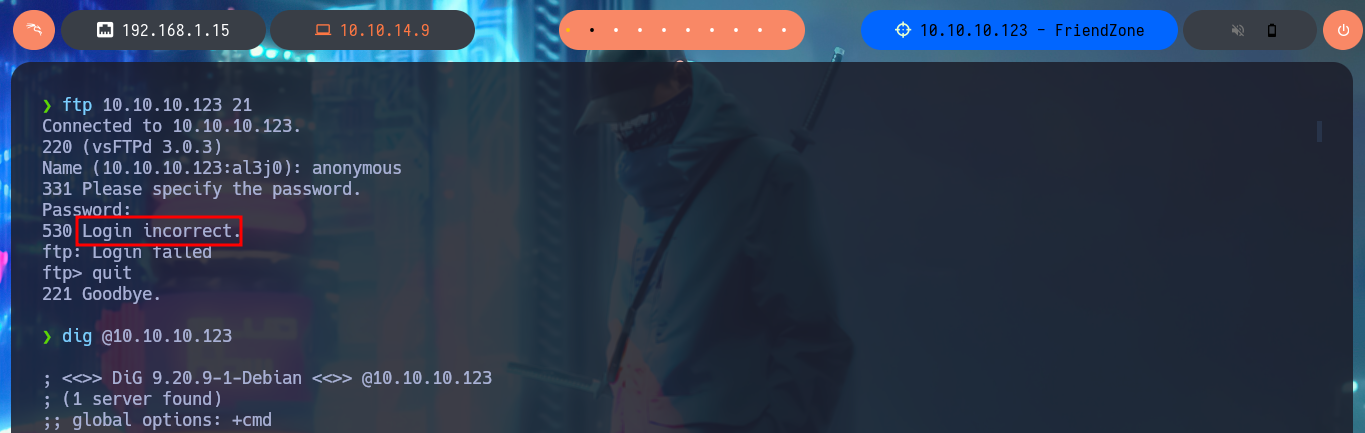 192.168.1.15 10.10.14.9 10.10.10.123 - FriendZone
❯ ftp 10.10.10.123 21
Connected to 10.10.10.123.
220 (vsFTPd 3.0.3)
Name (10.10.10.123:al3j0): anonymous
331 Please specify the password.
Password:
530 Login incorrect.
ftp: Login failed
ftp> quit
221 Goodbye.
❯ dig @10.10.10.123
; <<>> DiG 9.20.9-1-Debian <<>> @10.10.10.123
; (1 server found)
;; global options: +cmd